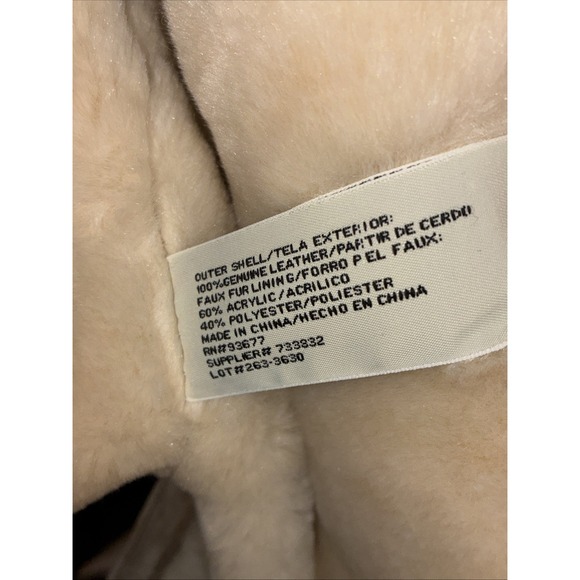 OUTER SHELL/TELA EXTERIOR:
100%GENUINE LEATHER/PARTIR DE CERDO
FAUX FUR LINING/FORRO P EL FAUX:
60% ACRYLIC/ACRILICO
40% POLYESTER/POLIESTER
MADE IN CHINA/HECHO EN CHINA
RN#93677
SUPPLIER# 733832
LOT#263-3630